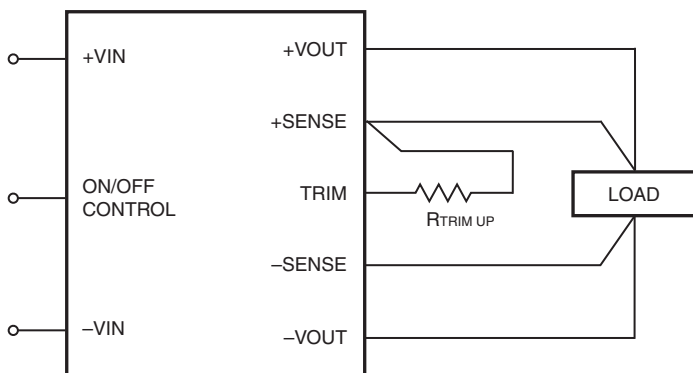 +VIN
ON/OFF
CONTROL
–VIN
+VOUT
+SENSE
TRIM
–SENSE
–VOUT
RTRIM UP
LOAD